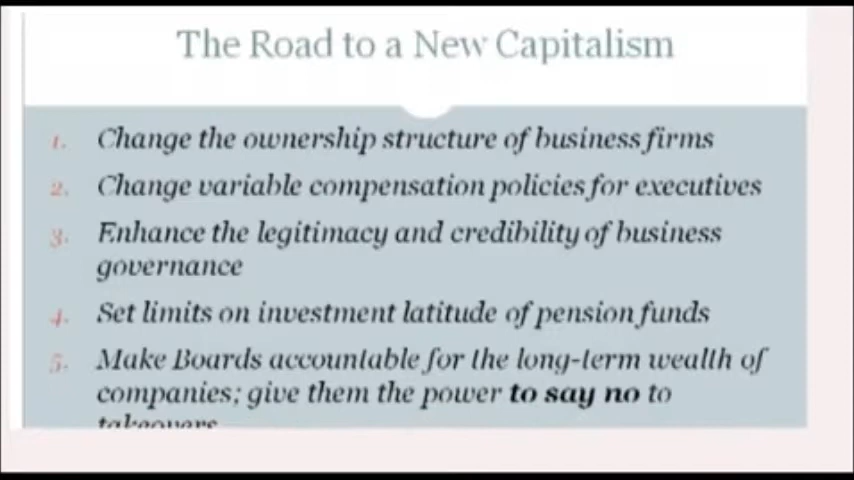 The Road to a New Capitalism
1. Change the ownership structure of business firms
2. Change variable compensation policies for executives
3. Enhance the legitimacy and credibility of business
governance
4. Set limits on investment latitude of pension funds
5. Make Boards accountable for the long-term wealth of
companies; give them the power to say no to
takeovers